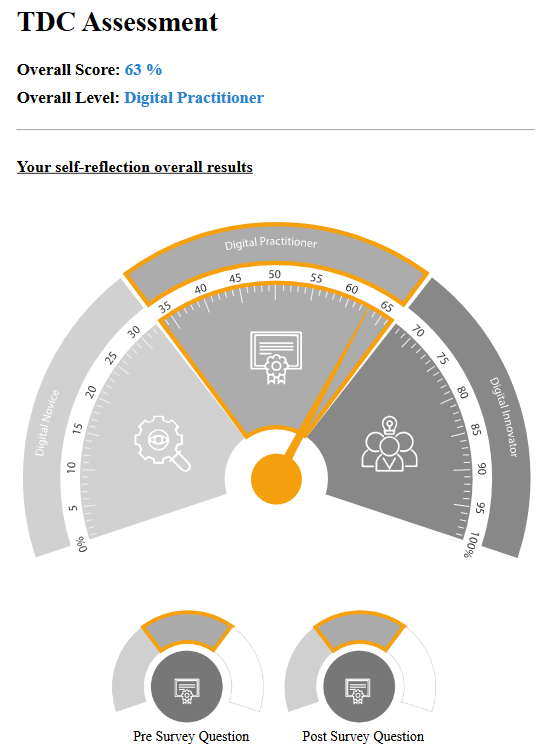 TDC Assessment
Overall Score: 63 %
Overall Level: Digital Practitioner
Your self-reflection overall results
Digital Practitioner
Digital Novice
Digital Innovator
0%
5
10
15
20
25
30
35
40
45
50
55
60
65
70
75
80
85
90
95
100%
Pre Survey Question
Post Survey Question